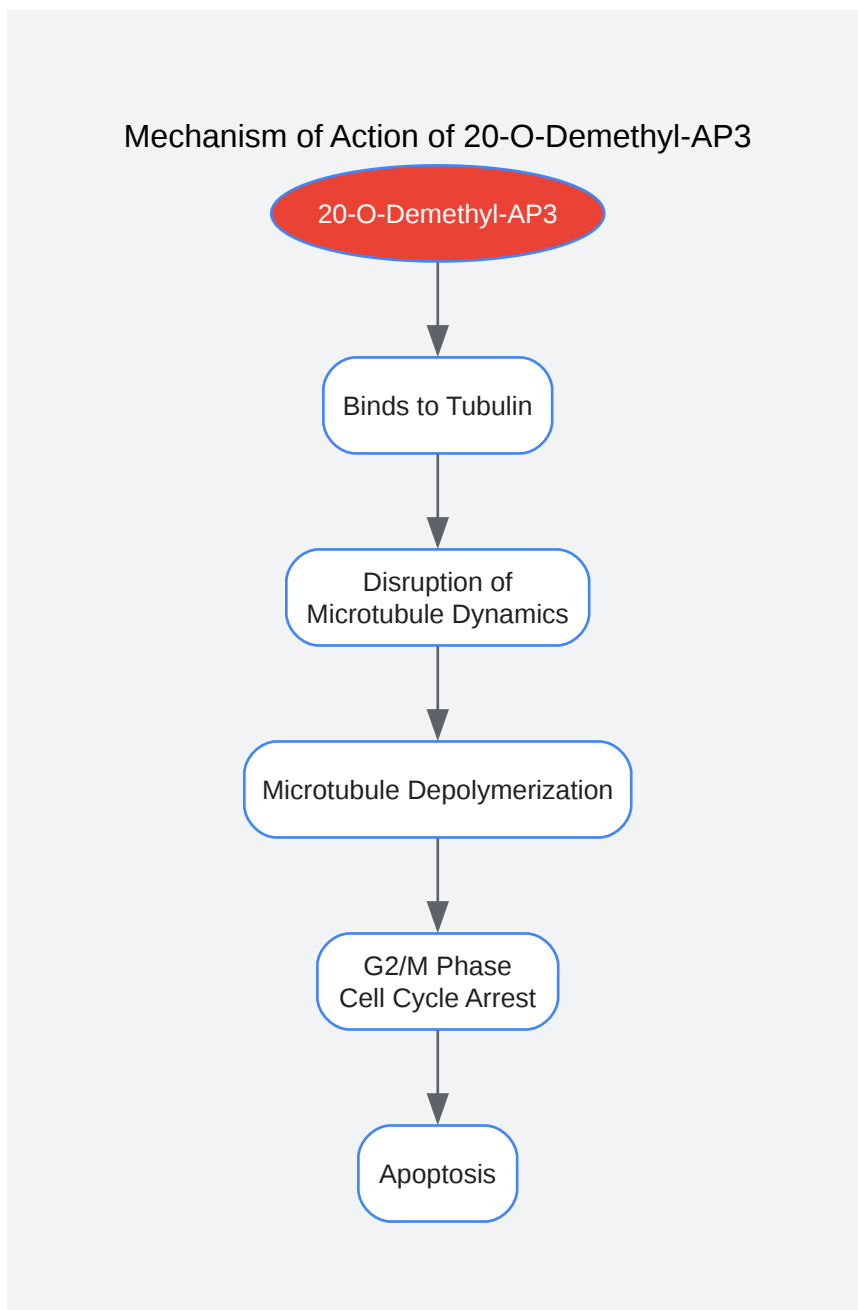 Mechanism of Action of 20-O-Demethyl-AP3
20-O-Demethyl-AP3
Binds to Tubulin
Disruption of
Microtubule Dynamics
Microtubule Depolymerization
G2/M Phase
Cell Cycle Arrest
Apoptosis